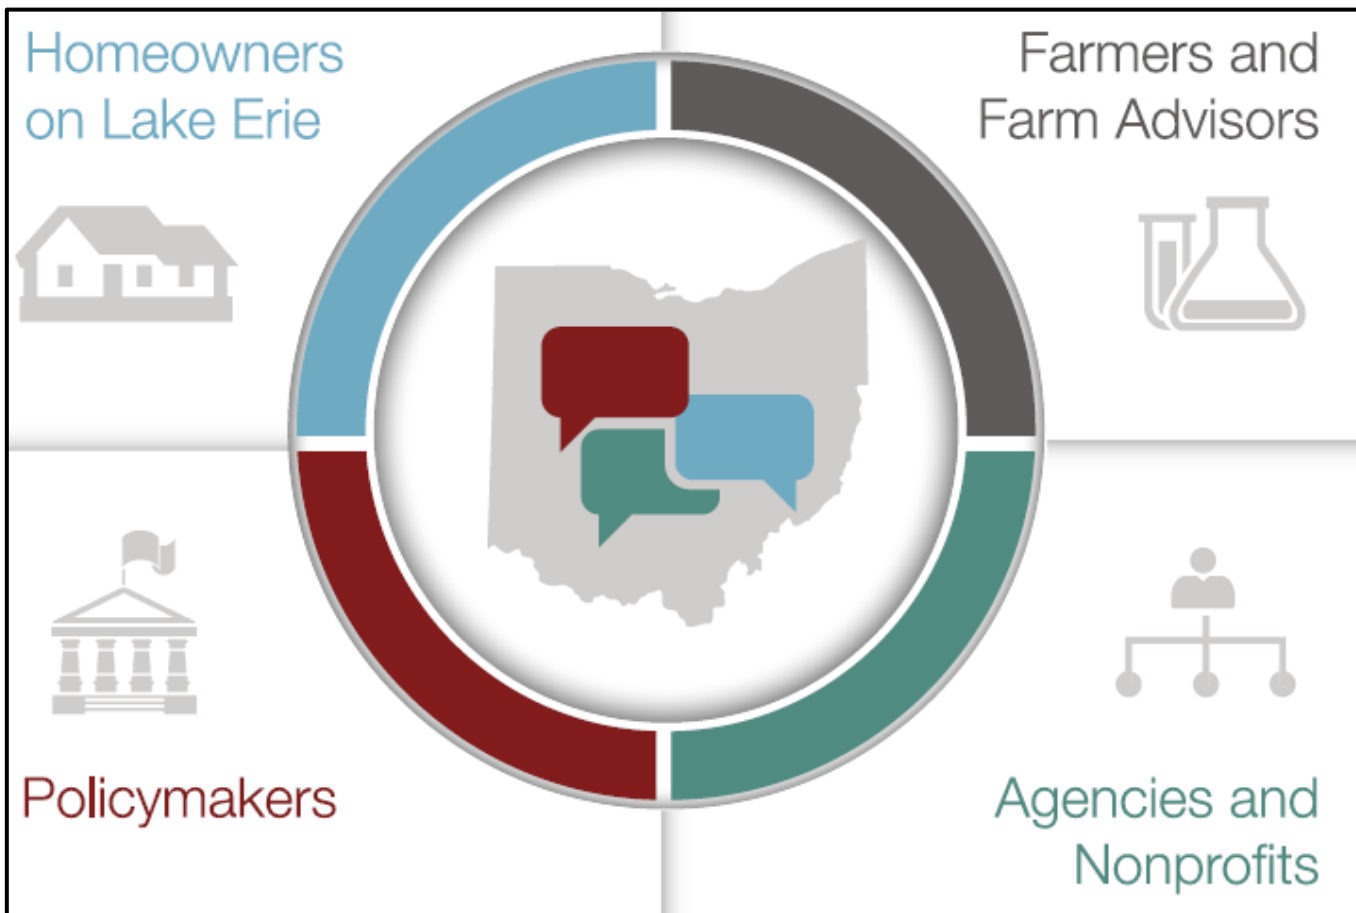 Homeowners
on Lake Erie
Farmers and
Farm Advisors
Policymakers
Agencies and
Nonprofits